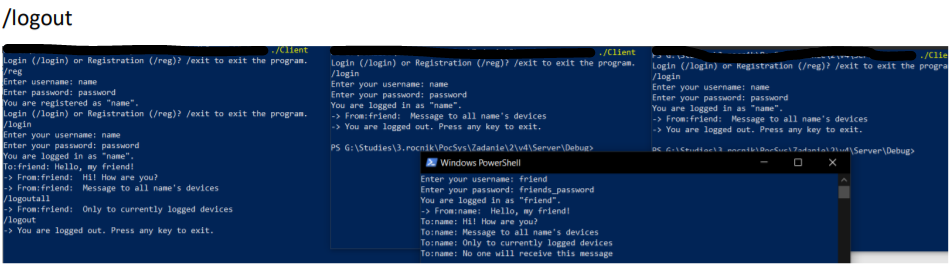 /logout
./Client
Login (/login) or Registration (/reg)? /exit to exit the program.
/reg
Enter username: name
Enter password: password
You are registered as "name".
Login (/login) or Registration (/reg)? /exit to exit the program.
/login
Enter your username: name
Enter your password: password
You are logged in as "name".
To:friend: Hello, my friend!
-> From:friend:  Hi! How are you?
-> From:friend:  Message to all name's devices
/logoutall
-> From:friend:  Only to currently logged devices
/logout
-> You are logged out. Press any key to exit.
./Client
Login (/login) or Registration (/reg)? /exit to exit the program.
/login
Enter your username: name
Enter your password: password
You are logged in as "name".
-> From:friend:  Message to all name's devices
-> You are logged out. Press any key to exit.
PS G:\Studies\3.rocnik\PocSys\Zadanie\2\v4\Server\Debug>
./Clie
Login (/login) or Registration (/reg)? /exit to exit the program.
/login
Enter your username: name
Enter your password: password
You are logged in as "name".
-> From:friend:  Message to all name's devices
-> You are logged out. Press any key to exit.
PS G:\Studies\3.rocnik\PocSys\Zadanie\2\v4\Server\Debug>
Windows PowerShell
Enter your username: friend
Enter your password: friends_password
You are logged in as "friend".
-> From:name:  Hello, my friend!
To:name: Hi! How are you?
To:name: Message to all name's devices
To:name: Only to currently logged devices
To:name: No one will receive this message